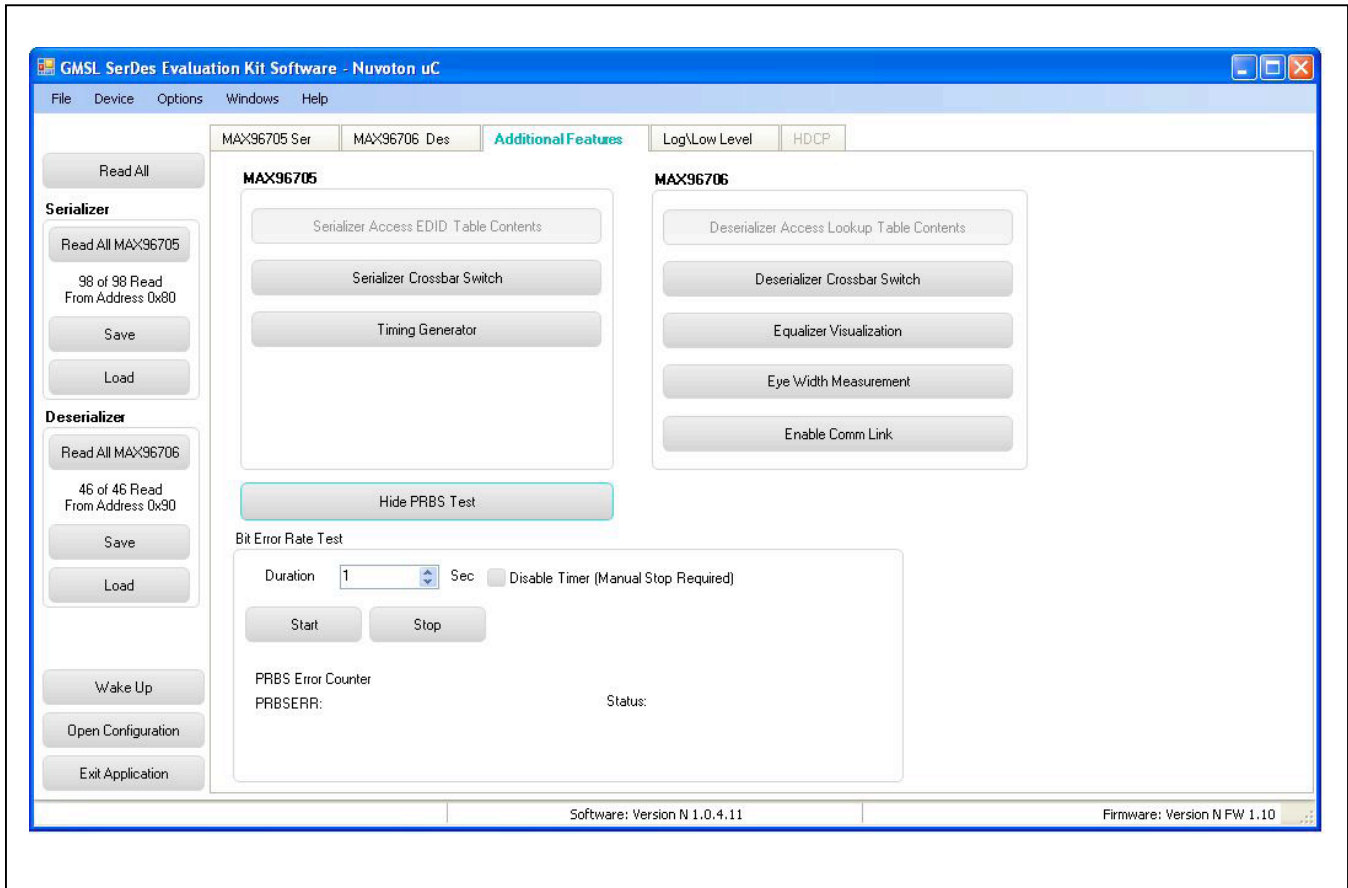 GMSL SerDes Evaluation Kit Software - Nuvoton uC
File Device Options Windows Help
MAX96705 Ser MAX96706 Des Additional Features Log\Low Level HDCP
Read All
Serializer
Read All MAX96705
98 of 98 Read
From Address 0x80
Save
Load
Deserializer
Read All MAX96706
46 of 46 Read
From Address 0x90
Save
Load
Wake Up
Open Configuration
Exit Application
MAX96705
Serializer Access EDID Table Contents
Serializer Crossbar Switch
Timing Generator
MAX96706
Deserializer Access Lookup Table Contents
Deserializer Crossbar Switch
Equalizer Visualization
Eye Width Measurement
Enable Comm Link
Hide PRBS Test
Bit Error Rate Test
Duration 1 Sec Disable Timer (Manual Stop Required)
Start Stop
PRBS Error Counter
PRBSERR: Status:
Software: Version N 1.0.4.11 Firmware: Version N FW 1.10